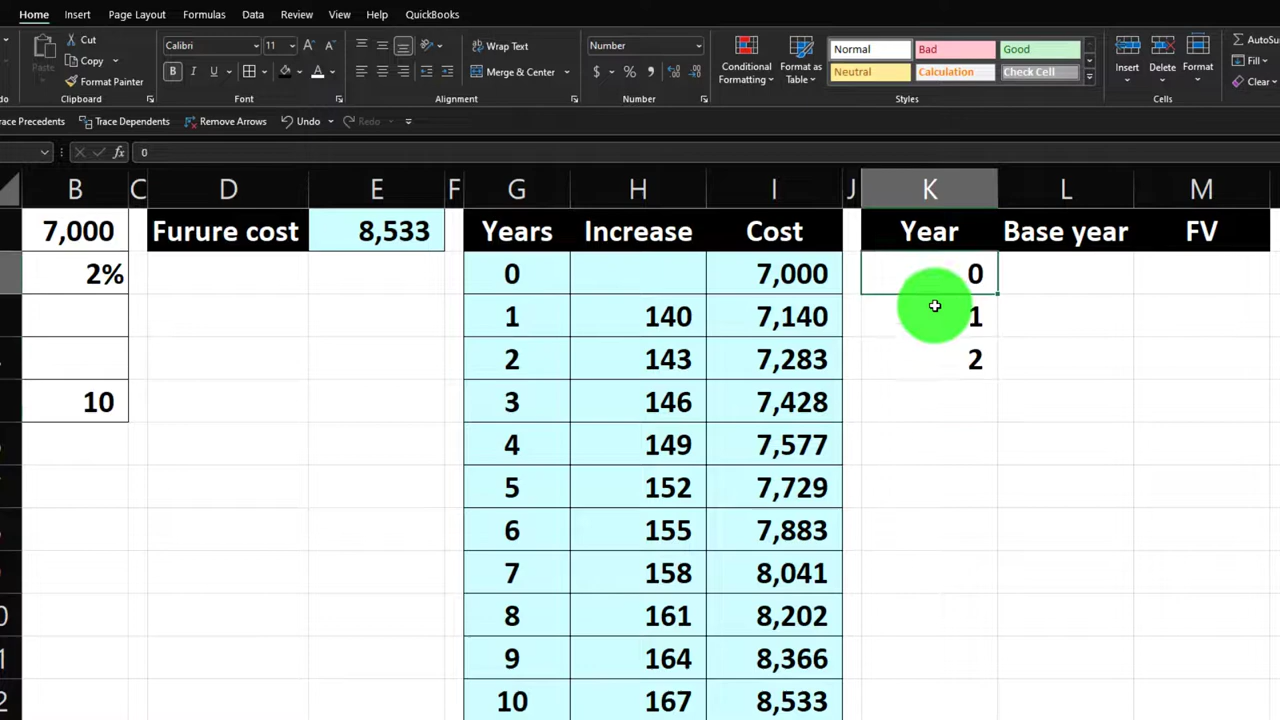 Home Insert Page Layout Formulas Data Review View Help QuickBooks
Cut Calibri 11 Wrap Text Number Normal Bad Good AutoSu
Paste Copy B I U Merge & Center $ % Conditional Formatting Format as Table Neutral Calculation Check Cell Insert Delete Format Fill
Format Painter Clear
Clipboard Font Alignment Number Styles Cells
race Precedents Trace Dependents Remove Arrows Undo Redo
fx 0
B C D E F G H I J K L M
7,000 Furure cost 8,533 Years Increase Cost Year Base year FV
2% 0 7,000 0
1 140 7,140 1
2 143 7,283 2
10 3 146 7,428
4 149 7,577
5 152 7,729
6 155 7,883
7 158 8,041
0 8 161 8,202
1 9 164 8,366
2 10 167 8,533